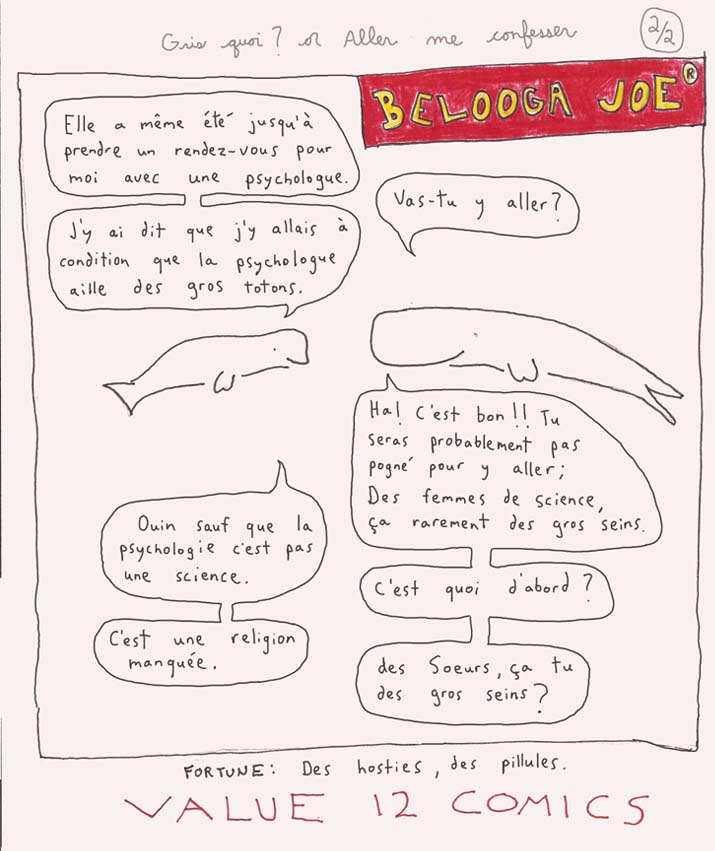 Gris quoi? or Aller me confesser
2/2
BELOOGA JOE®
Elle a même été jusqu'à
prendre un rendez-vous pour
moi avec une psychologue.
J'y ai dit que j'y allais à
condition que la psychologue
aille des gros totons.
Vas-tu y aller?
Ha! C'est bon!! Tu
seras probablement pas
pogné pour y aller;
Des femmes de science,
ça rarement des gros seins.
Ouin sauf que la
psychologie c'est pas
une science.
C'est une religion
manquée.
C'est quoi d'abord?
des Soeurs, ça tu
des gros seins?
FORTUNE: Des hosties, des pillules.
VALUE 12 COMICS